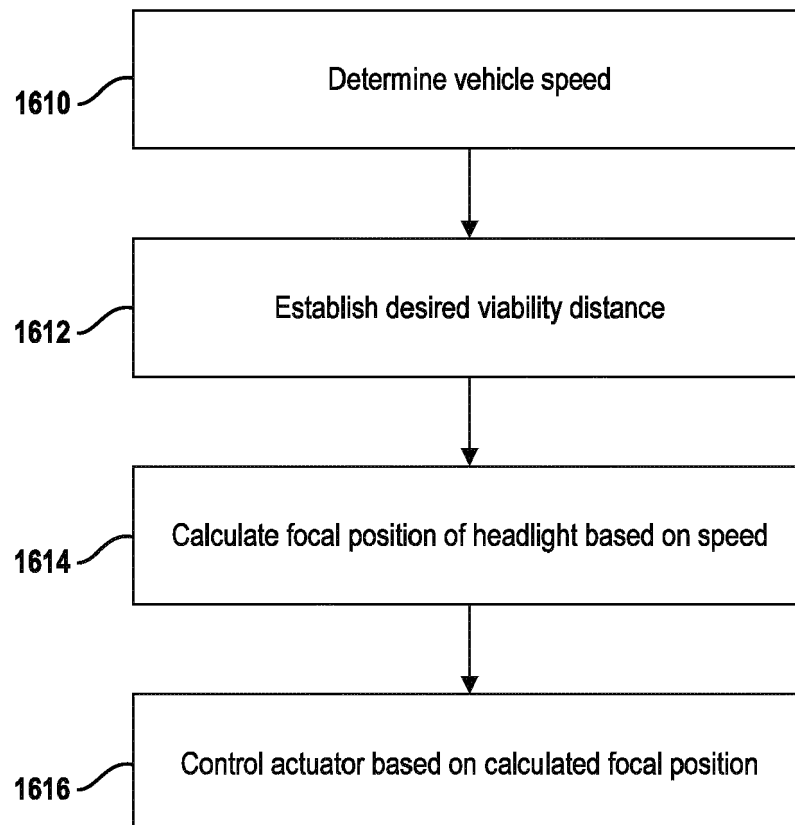 1610
Determine vehicle speed
1612
Establish desired viability distance
1614
Calculate focal position of headlight based on speed
1616
Control actuator based on calculated focal position